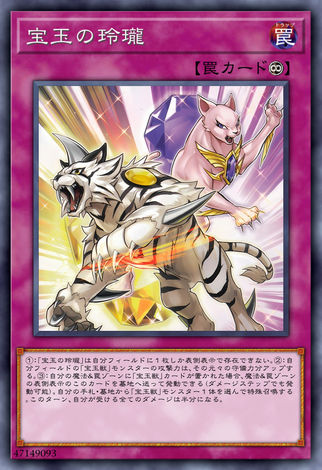 宝玉の玲瓏
トラップ
罠
【罠カード】
①:「宝玉の玲瓏」は自分フィールドに1枚しか表側表示で存在できない。②:自
分フィールドの「宝玉獣」モンスターの攻撃力は、その元々の守備力分アップす
る。③:自分の魔法&罠ゾーンに「宝玉獣」カードが置かれる場合、魔法&罠ゾーン
の表側表示のこのカードを墓地へ送って発動できる(ダメージステップでも発
動可能)。自分の手札・墓地から「宝玉獣」モンスター1体を選んで特殊召喚す
る。このターン、自分が受ける全てのダメージは半分になる。
47149093